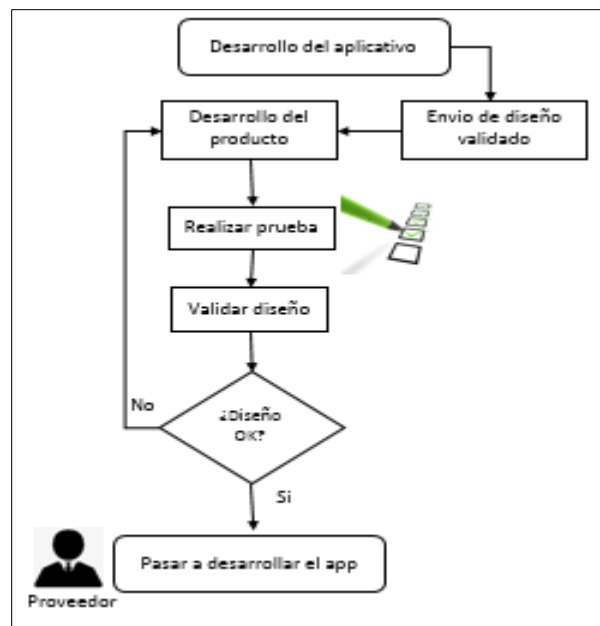 Desarrollo del aplicativo
Envio de diseño
validado
Desarrollo del
producto
Realizar prueba
Validar diseño
¿Diseño
OK?
No
Si
Pasar a desarrollar el app
Proveedor